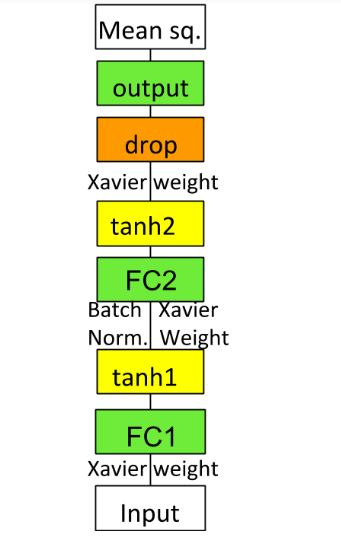 Mean sq.
output
drop
Xavier weight
tanh2
FC2
Batch Xavier
Norm. Weight
tanh1
FC1
Xavier weight
Input